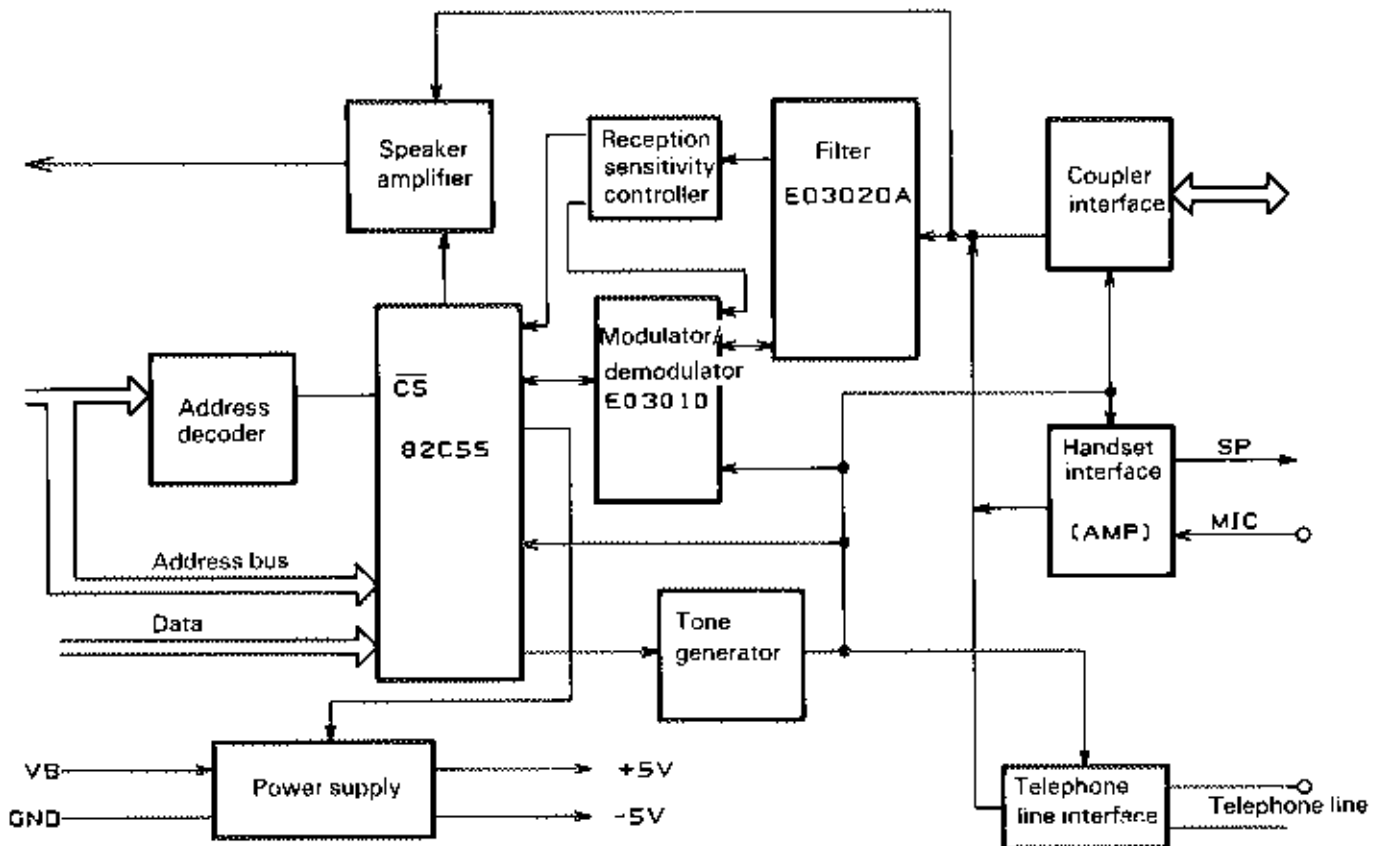 Speaker
amplifier
Reception
sensitivity
controller
Filter
E03020A
Coupler
interface
Modulator/
demodulator
E03010
Address
decoder
CS
82C55
Handset
interface
(AMP)
SP
MIC
Address bus
Data
Tone
generator
VB
GND
Power supply
+5V
-5V
Telephone
line interface
Telephone line